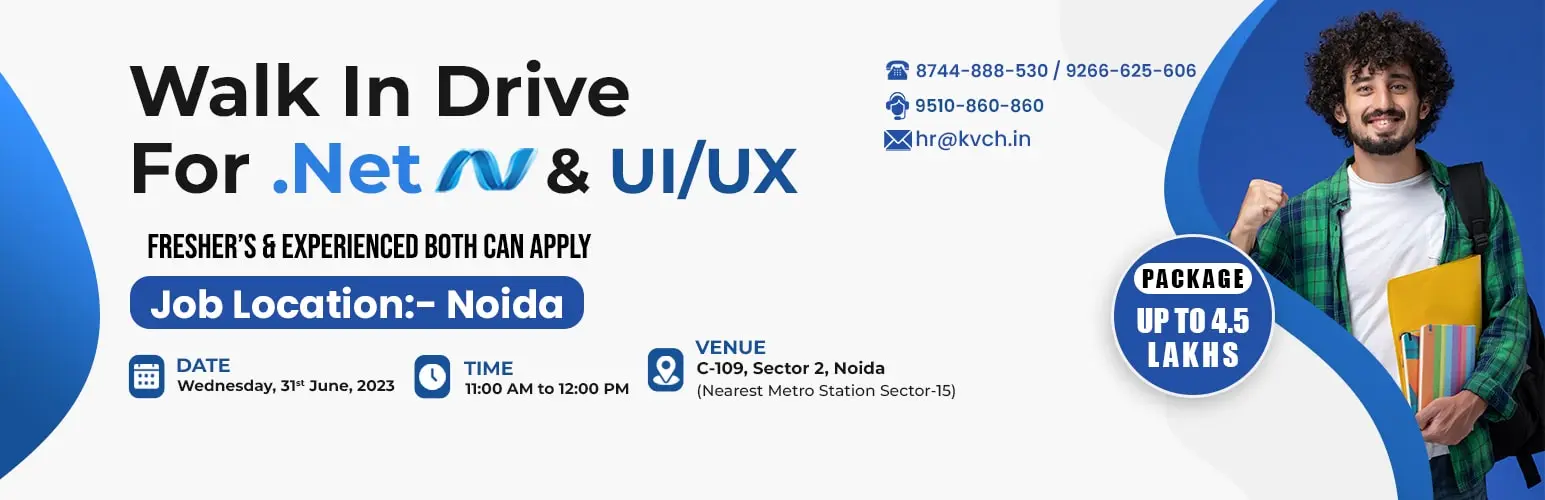 Walk In Drive
For .Net & UI/UX
FRESHER'S & EXPERIENCED BOTH CAN APPLY
Job Location:- Noida
DATE
Wednesday, 31st June, 2023
TIME
11:00 AM to 12:00 PM
VENUE
C-109, Sector 2, Noida
(Nearest Metro Station Sector-15)
8744-888-530 / 9266-625-606
9510-860-860
hr@kvch.in
PACKAGE
UP TO 4.5
LAKHS